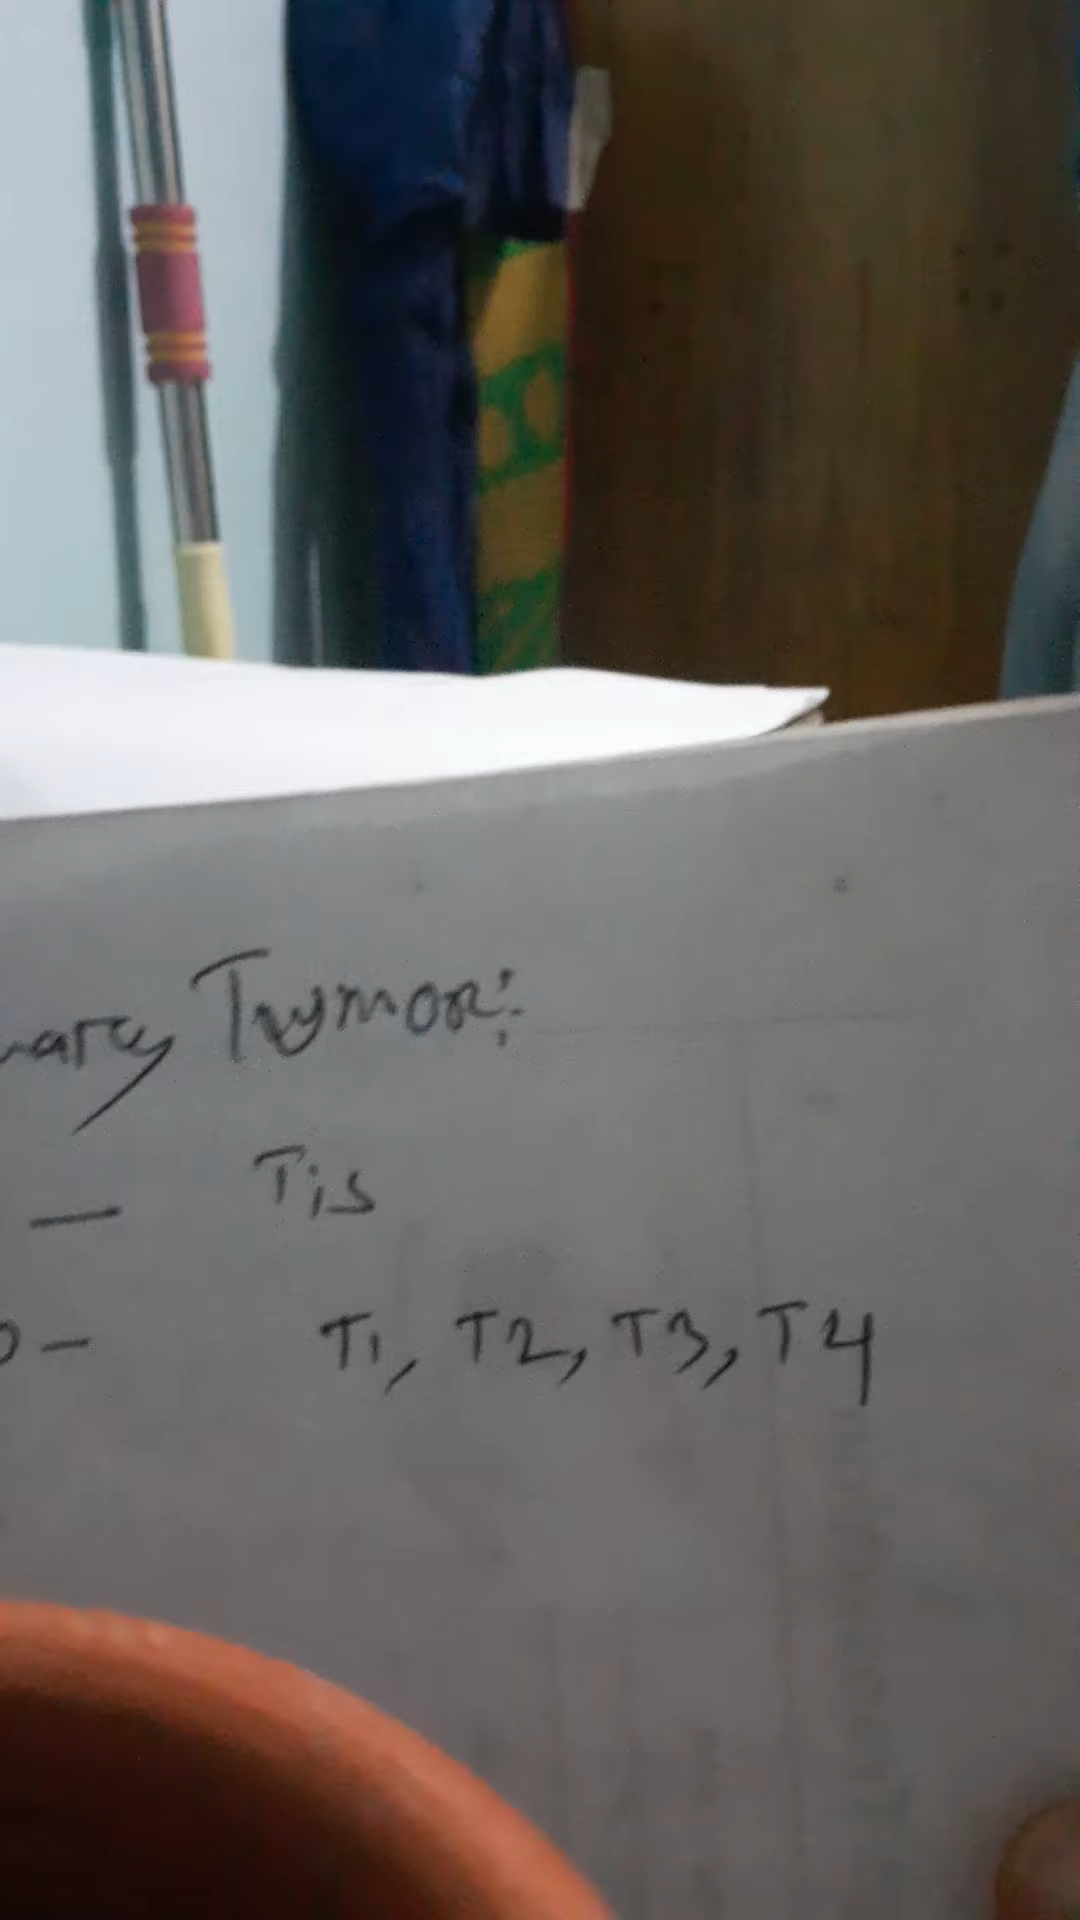 Tumor:
— Tis
- T1, T2, T3, T4